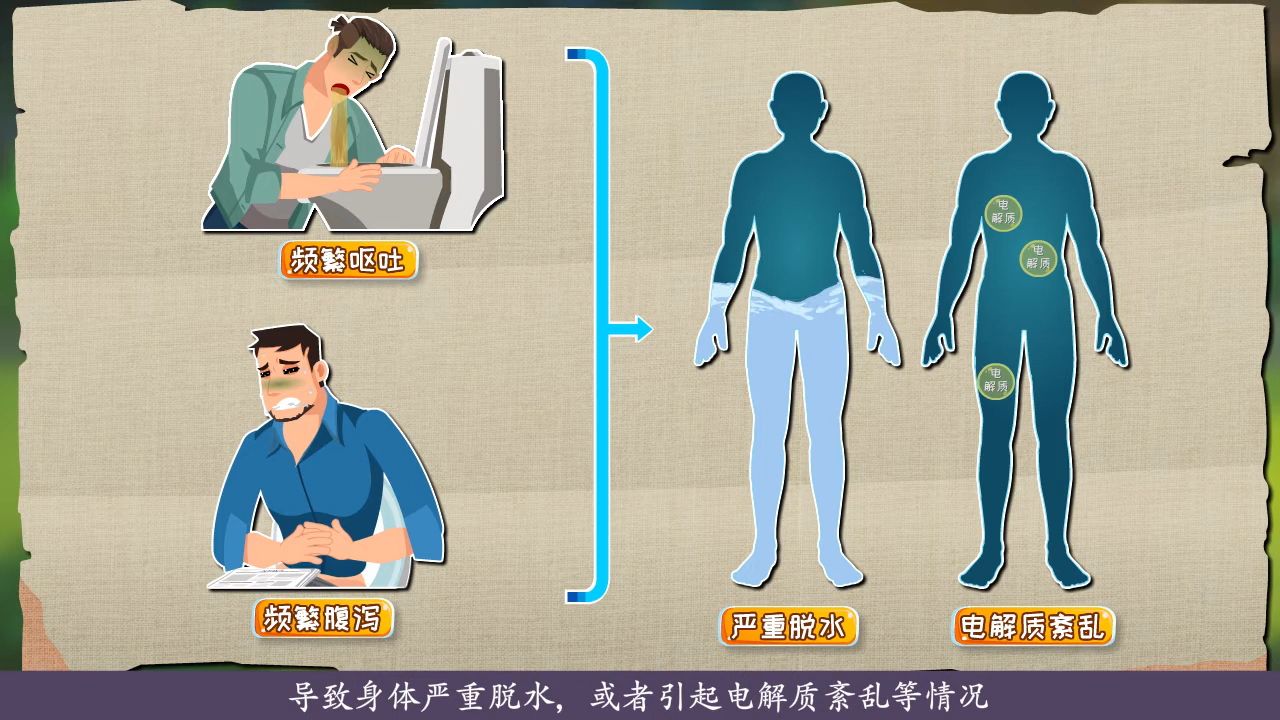 频繁呕吐
电
解质
电
解质
电
解质
频繁腹泻
严重脱水
电解质紊乱
导致身体严重脱水，或者引起电解质紊乱等情况